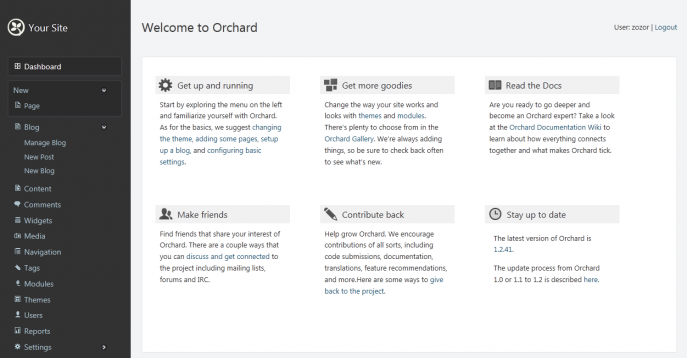 Your Site
Dashboard
New
Page
Blog
Manage Blog
New Post
New Blog
Content
Comments
Widgets
Media
Navigation
Tags
Modules
Themes
Users
Reports
Settings
Welcome to Orchard
User: zozor | Logout
Get up and running
Start by exploring the menu on the left
and familiarize yourself with Orchard.
As for the basics, we suggest changing
the theme, adding some pages, setup
up a blog, and configuring basic
settings.
Get more goodies
Change the way your site works and
looks with themes and modules.
There's plenty to choose from in the
Orchard Gallery. We're always adding
things, so be sure to check back often
to see what's new.
Read the Docs
Are you ready to go deeper and
become an Orchard expert? Take a look
at the Orchard Documentation Wiki to
learn about how everything connects
together and what makes Orchard tick.
Make friends
Find friends that share your interest of
Orchard. There are a couple ways that
you can discuss and get connected to
the project including mailing lists,
forums and IRC.
Contribute back
Help grow Orchard. We encourage
contributions of all sorts, including
code submissions, documentation,
translations, feature recommendations,
and more.Here are some ways to give
back to the project.
Stay up to date
The latest version of Orchard is
1.2.41.
The update process from Orchard
1.0 or 1.1 to 1.2 is described here.